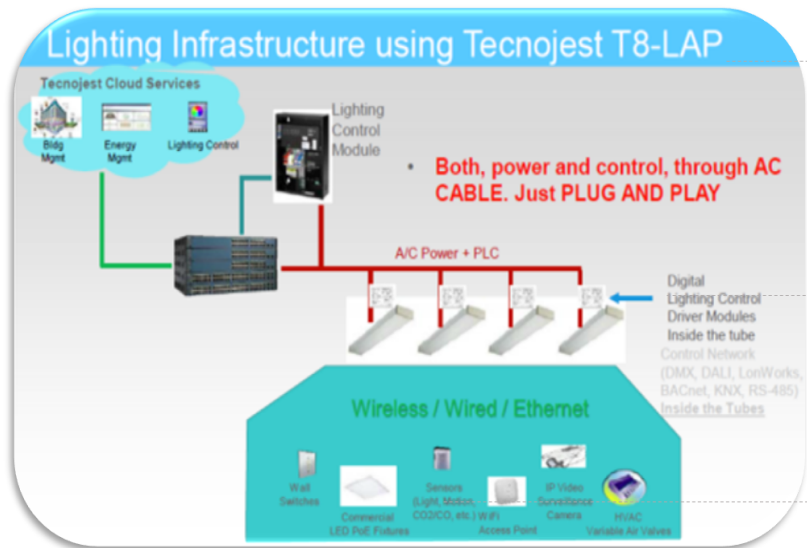 Lighting Infrastructure using Tecnojest T8-LAP
Tecnojest Cloud Services
Bldg
Mgmt
Energy
Mgmt
Lighting Control
Lighting
Control
Module
• Both, power and control, through AC
CABLE. Just PLUG AND PLAY
A/C Power + PLC
Digital
Lighting Control
Driver Modules
Inside the tube
Control Network
(DMX, DALI, LonWorks,
BACnet, KNX, RS-485)
Inside the Tubes
Wireless / Wired / Ethernet
Wall
Switches
Commercial
LED PoE Fixtures
Sensors
(Light, Motion,
CO2/CO, etc.)
WiFi
Access Point
IP Video
Surveillance
Camera
HVAC
Variable Air Valves